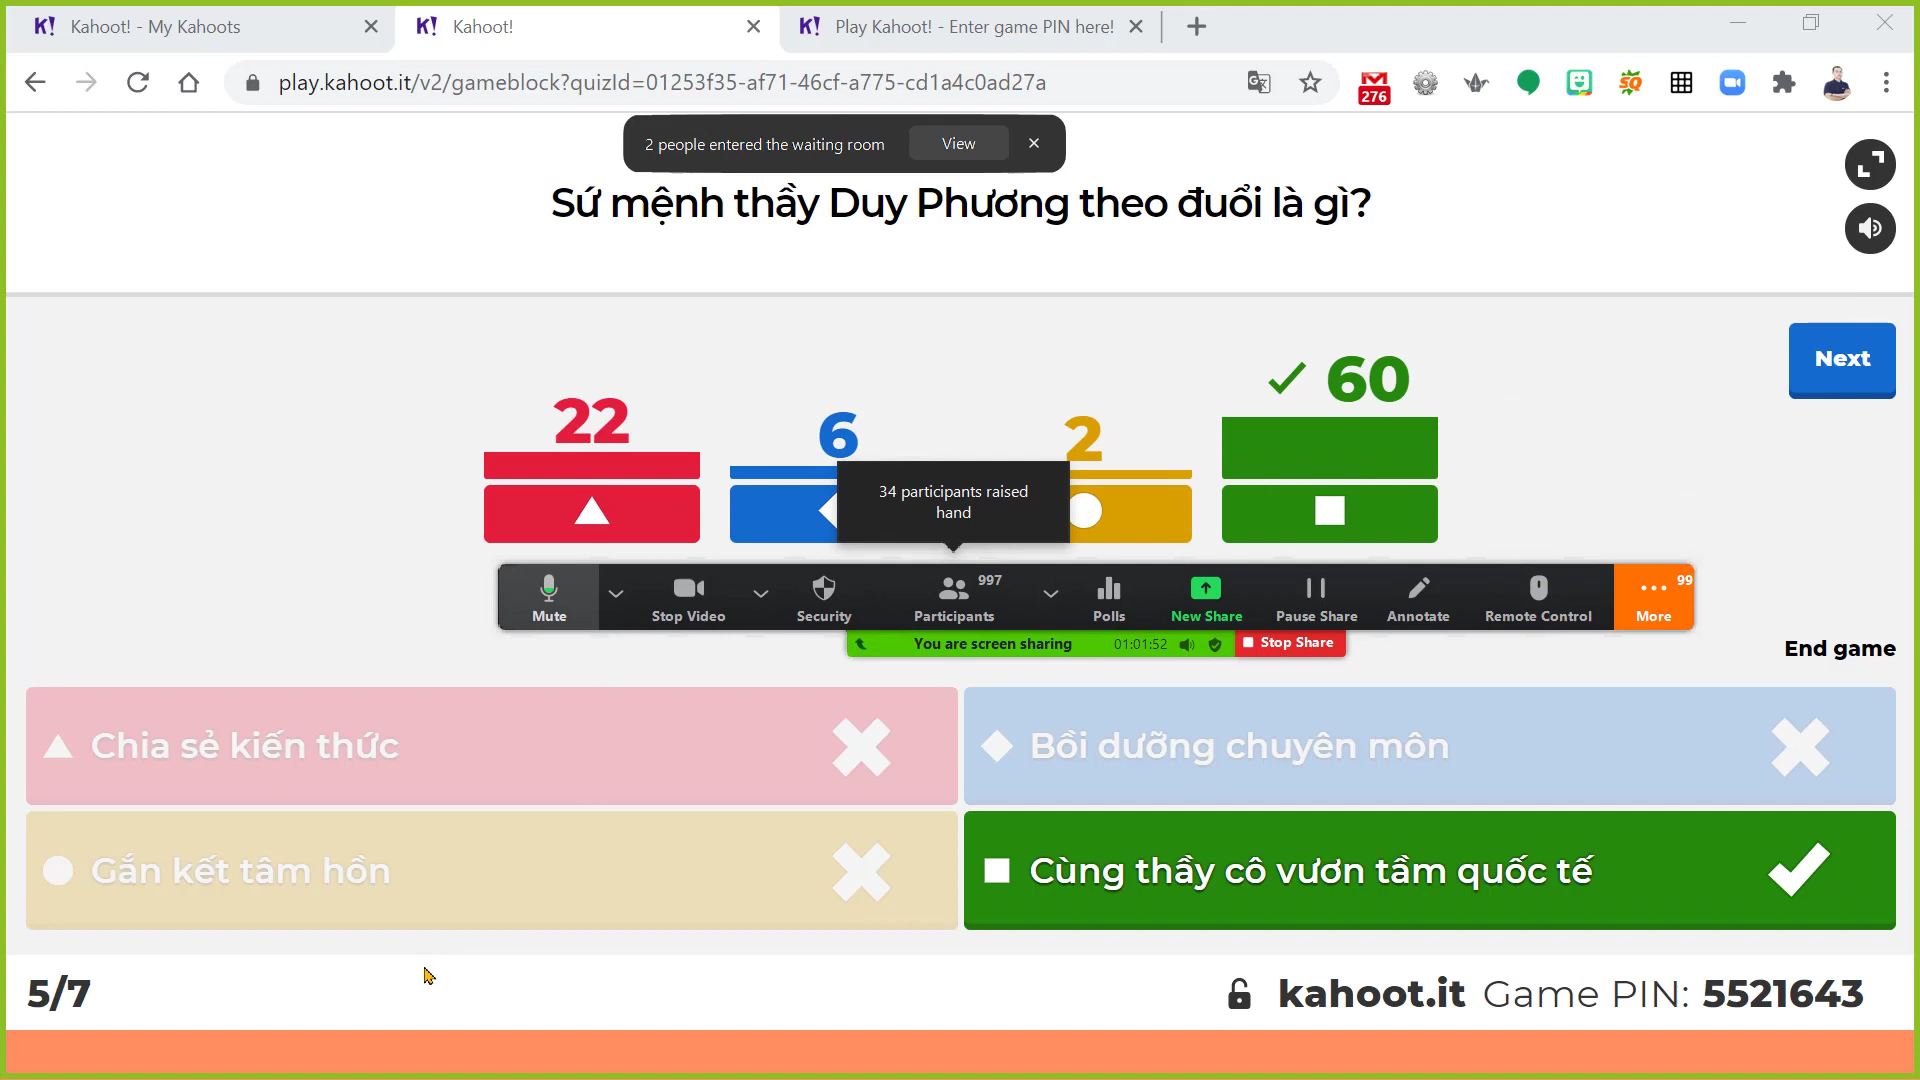 Kahoot! - My Kahoots
Kahoot!
Play Kahoot! - Enter game PIN here!
play.kahoot.it/v2/gameblock?quizId=01253f35-af71-46cf-a775-cd1a4c0ad27a
276
2 people entered the waiting room
View
Sứ mệnh thầy Duy Phương theo đuổi là gì?
Next
22
6
2
60
34 participants raised
hand
Mute
Stop Video
Security
Participants
997
Polls
New Share
Pause Share
Annotate
Remote Control
More
99
You are screen sharing
01:01:52
Stop Share
End game
Chia sẻ kiến thức
Bồi dưỡng chuyên môn
Gắn kết tâm hồn
Cùng thầy cô vươn tầm quốc tế
5/7
kahoot.it Game PIN: 5521643